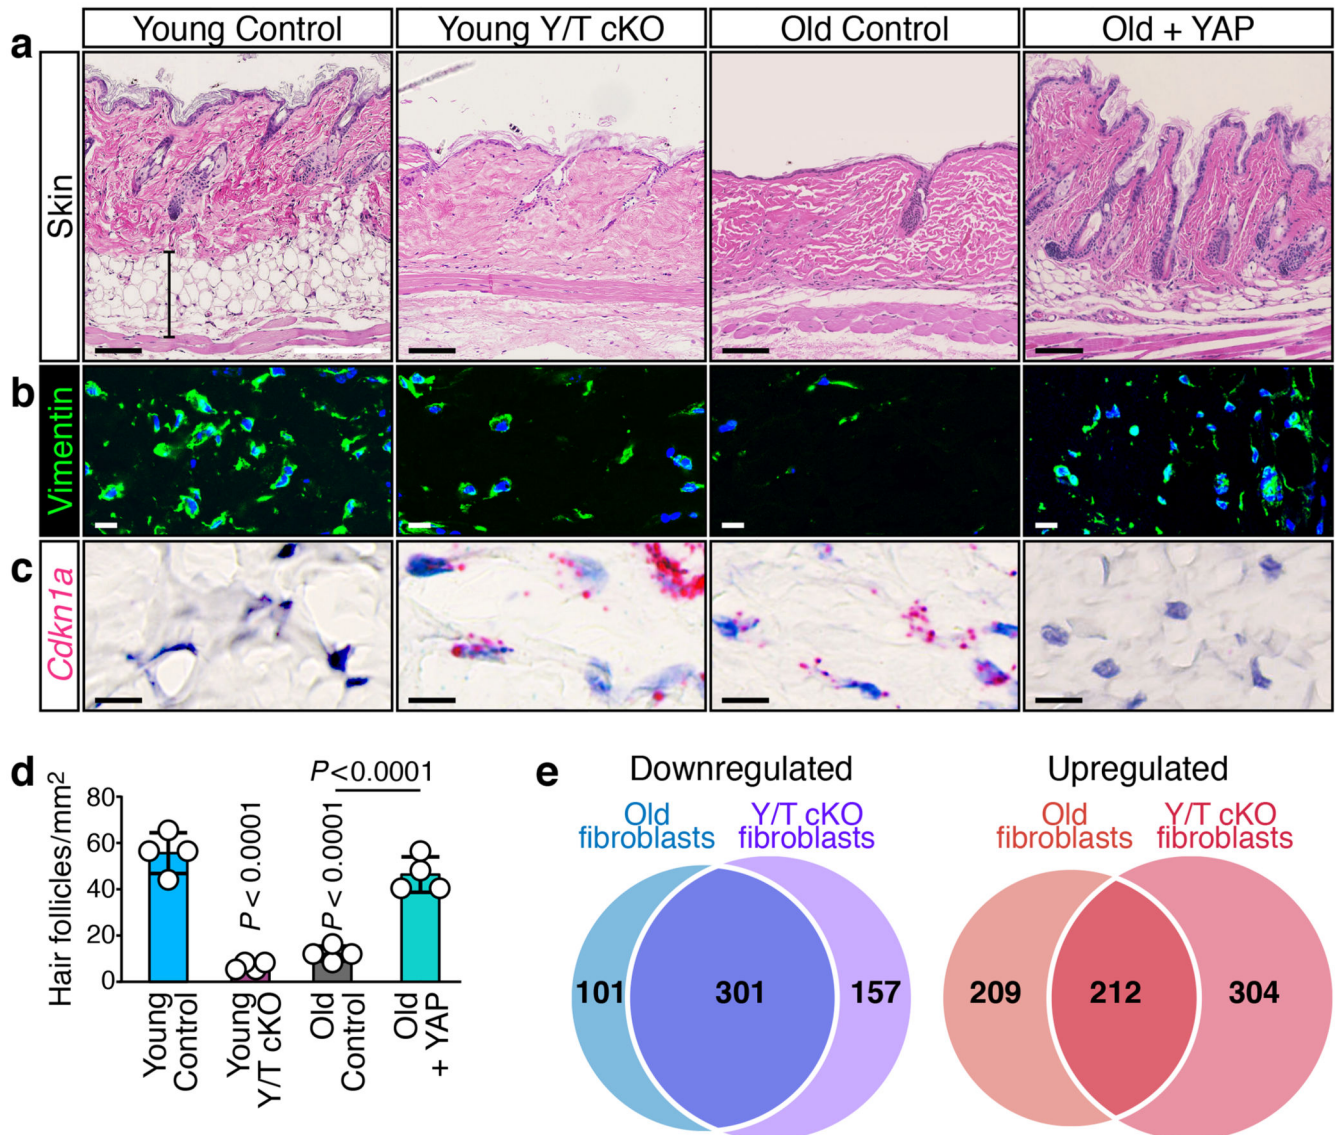 a
Young Control
Young Y/T cKO
Old Control
Old + YAP
Skin
b
Vimentin
c
Cdkn1a
d
Hair follicles/mm2
80
60
40
20
0
P < 0.0001
P < 0.0001
P<0.0001
Young
Control
Young
Y/T cKO
Old
Control
Old
+ YAP
e
Downregulated
Old
fibroblasts
Y/T cKO
fibroblasts
101
301
157
Upregulated
Old
fibroblasts
Y/T cKO
fibroblasts
209
212
304